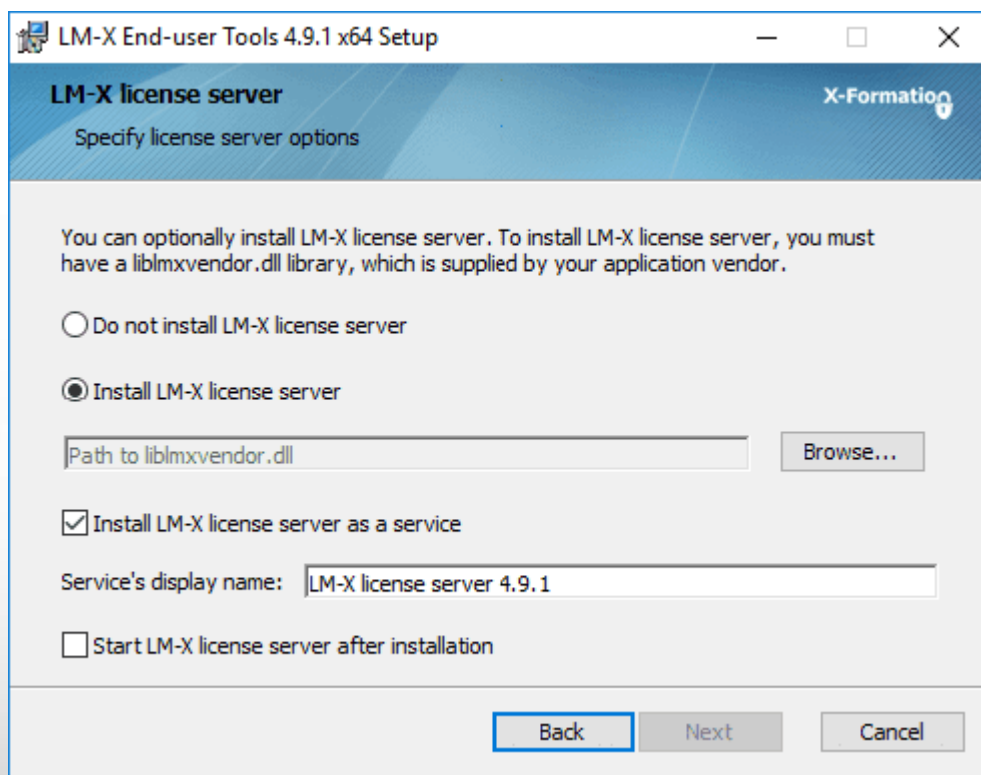 LM-X End-user Tools 4.9.1 x64 Setup
LM-X license server
X-Formation
Specify license server options
You can optionally install LM-X license server. To install LM-X license server, you must
have a liblmxvendor.dll library, which is supplied by your application vendor.
Do not install LM-X license server
Install LM-X license server
Path to liblmxvendor.dll
Browse...
Install LM-X license server as a service
Service's display name:
LM-X license server 4.9.1
Start LM-X license server after installation
Back
Next
Cancel